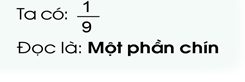 Ta có: 1/9
Đọc là: Một phần chín